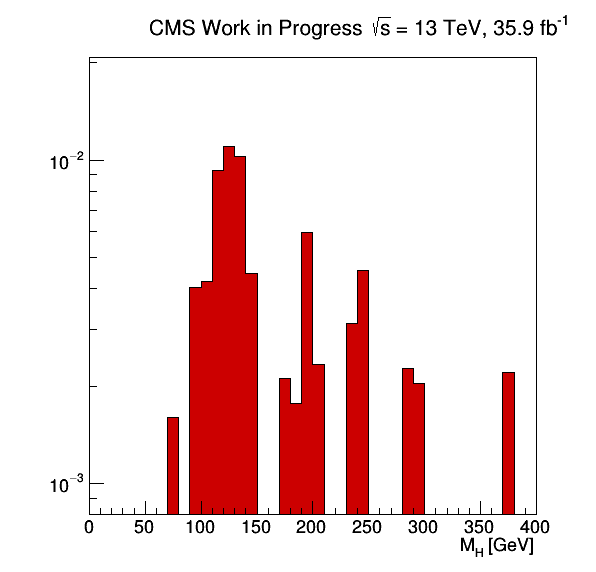 CMS Work in Progress √s = 13 TeV, 35.9 fb⁻¹
10⁻²
10⁻³
0 50 100 150 200 250 300 350 400
M_H [GeV]